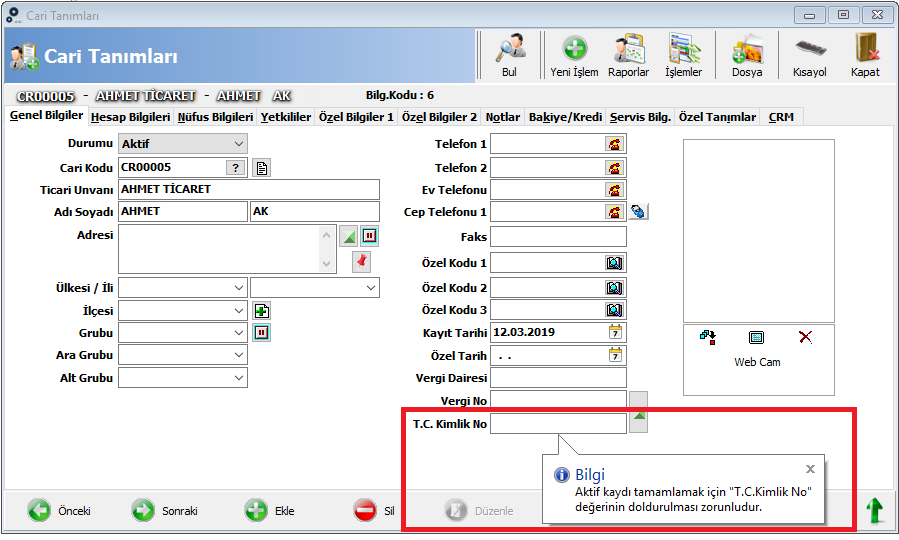 Cari Tanımları
Cari Tanımları
Bul
Yeni İşlem
Raporlar
İşlemler
Dosya
Kısayol
Kapat
CR00005 - AHMET TİCARET - AHMET AK
Bilg.Kodu : 6
Genel Bilgiler
Hesap Bilgileri
Nüfus Bilgileri
Yetkililer
Özel Bilgiler 1
Özel Bilgiler 2
Notlar
Bakiye/Kredi
Servis Bilg.
Özel Tanımlar
CRM
Durumu Aktif
Cari Kodu CR00005 ?
Ticari Unvanı AHMET TİCARET
Adı Soyadı AHMET AK
Adresi
Ülkesi / İli
İlçesi
Grubu
Ara Grubu
Alt Grubu
Telefon 1
Telefon 2
Ev Telefonu
Cep Telefonu 1
Faks
Özel Kodu 1
Özel Kodu 2
Özel Kodu 3
Kayıt Tarihi 12.03.2019 7
Özel Tarih . . 7
Vergi Dairesi
Vergi No
T.C. Kimlik No
Web Cam
Bilgi
Aktif kaydı tamamlamak için "T.C.Kimlik No"
değerinin doldurulması zorunludur.
Önceki
Sonraki
Ekle
Sil
Düzenle